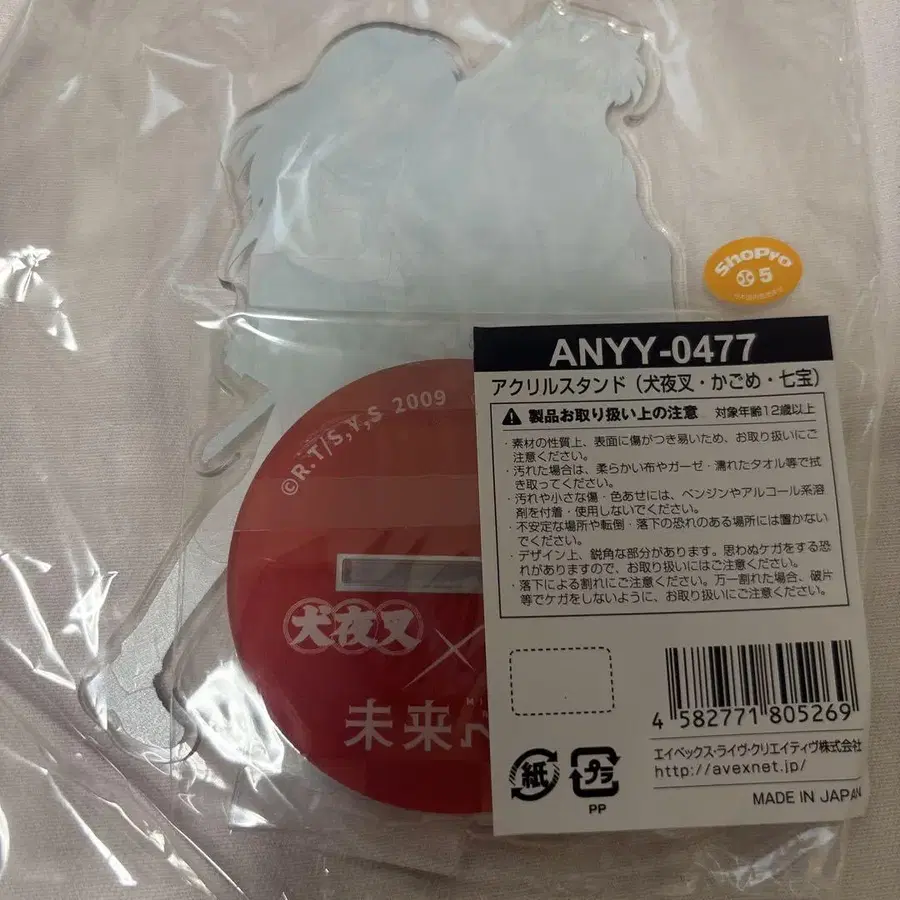 ShoPro
5
ANYY-0477
アクリルスタンド（犬夜叉・かごめ・七宝）
製品お取り扱い上の注意 対象年齢12歳以上
・素材の性質上、表面に傷がつき易いため、お取り扱いにご
注意ください。
・汚れた場合は、柔らかい布やガーゼ・濡れたタオル等で拭
き取ってください。
・汚れや小さな傷・色あせには、ベンジンやアルコール系溶
剤を付着・使用しないでください。
・不安定な場所や転倒・落下の恐れのある場所には置かない
でください。
・デザイン上、鋭角な部分があります。思わぬケガをする恐
れがありますので、お取り扱いにはご注意ください。
・落下による割れにご注意ください。万一割れた場合、破片
等でケガをしないように、お取り扱いにご注意ください。
4 582771 805269
エイベックス・ライヴ・クリエイティヴ株式会社
http://avexnet.jp/
MADE IN JAPAN
紙
プラ
PP
©R.T/S,Y,S 2009
犬夜叉
×
未来へ